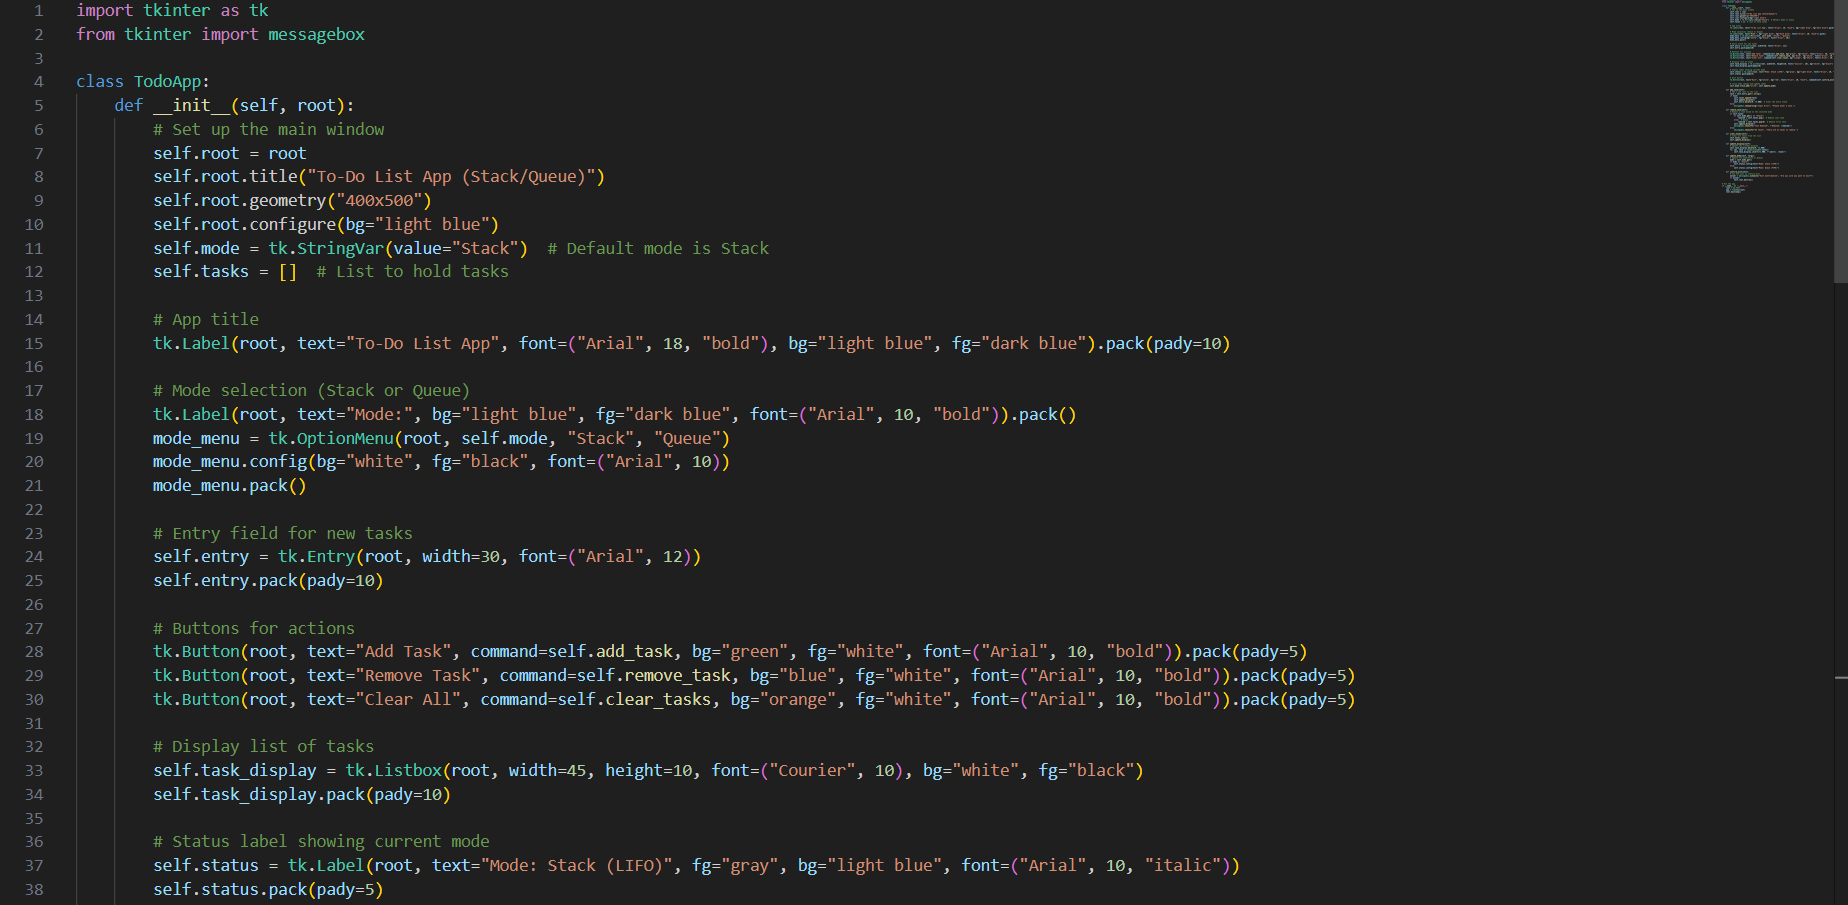 1 import tkinter as tk
2 from tkinter import messagebox
3
4 class TodoApp:
5     def __init__(self, root):
6         # Set up the main window
7         self.root = root
8         self.root.title("To-Do List App (Stack/Queue)")
9         self.root.geometry("400x500")
10         self.root.configure(bg="light blue")
11         self.mode = tk.StringVar(value="Stack")  # Default mode is Stack
12         self.tasks = []  # List to hold tasks
13
14         # App title
15         tk.Label(root, text="To-Do List App", font=("Arial", 18, "bold"), bg="light blue", fg="dark blue").pack(pady=10)
16
17         # Mode selection (Stack or Queue)
18         tk.Label(root, text="Mode:", bg="light blue", fg="dark blue", font=("Arial", 10, "bold")).pack()
19         mode_menu = tk.OptionMenu(root, self.mode, "Stack", "Queue")
20         mode_menu.config(bg="white", fg="black", font=("Arial", 10))
21         mode_menu.pack()
22
23         # Entry field for new tasks
24         self.entry = tk.Entry(root, width=30, font=("Arial", 12))
25         self.entry.pack(pady=10)
26
27         # Buttons for actions
28         tk.Button(root, text="Add Task", command=self.add_task, bg="green", fg="white", font=("Arial", 10, "bold")).pack(pady=5)
29         tk.Button(root, text="Remove Task", command=self.remove_task, bg="blue", fg="white", font=("Arial", 10, "bold")).pack(pady=5)
30         tk.Button(root, text="Clear All", command=self.clear_tasks, bg="orange", fg="white", font=("Arial", 10, "bold")).pack(pady=5)
31
32         # Display list of tasks
33         self.task_display = tk.Listbox(root, width=45, height=10, font=("Courier", 10), bg="white", fg="black")
34         self.task_display.pack(pady=10)
35
36         # Status label showing current mode
37         self.status = tk.Label(root, text="Mode: Stack (LIFO)", fg="gray", bg="light blue", font=("Arial", 10, "italic"))
38         self.status.pack(pady=5)